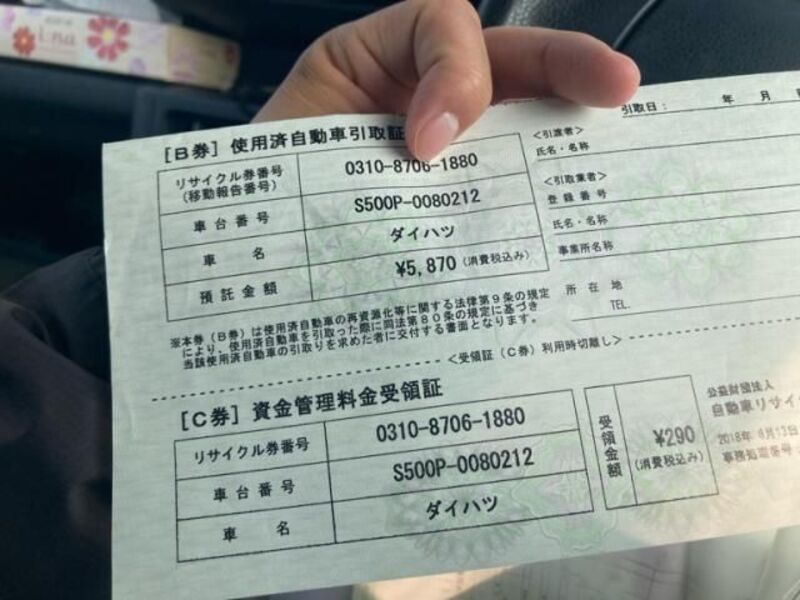 i:na
[B券] 使用済自動車引取証
リサイクル券番号
(移動報告番号)
0310-8706-1880
車台番号
S500P-0080212
車名
ダイハツ
預託金額
¥5,870 (消費税込み)
※本券(B券)は使用済自動車の再資源化等に関する法律第9条の規定
により、使用済自動車を引取った際に同法第80条の規定に基づき
当該使用済自動車の引取りを求めた者に交付する書面となります。
引取日: 年 月
<引渡者>
氏名・名称
<引取業者>
登録番号
氏名・名称
事業所名称
所在地
TEL.
<受領証(C券)利用時切離し>
[C券] 資金管理料金受領証
リサイクル券番号
0310-8706-1880
車台番号
S500P-0080212
車名
ダイハツ
受領金額
¥290
(消費税込み)
公益財団法人
自動車リサイ
2018年
事務処理番号